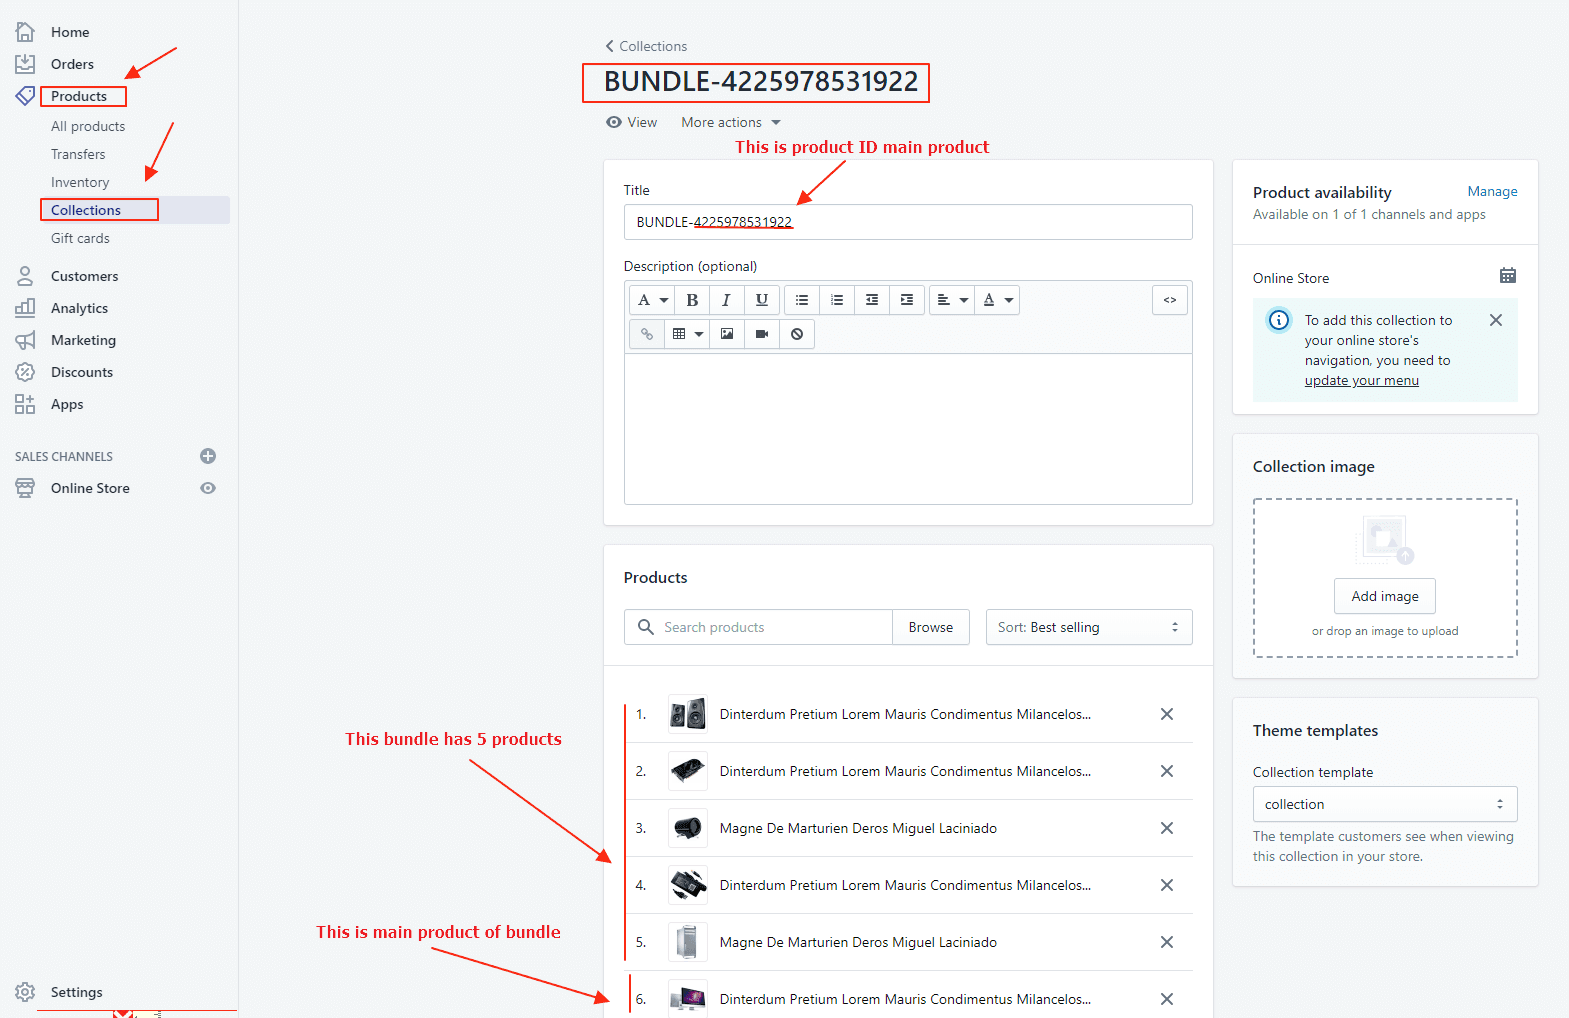 Home
Orders
Products
All products
Transfers
Inventory
Collections
Gift cards
Customers
Analytics
Marketing
Discounts
Apps
SALES CHANNELS
Online Store
Settings
Collections
BUNDLE-4225978531922
View More actions
This is product ID main product
Title
BUNDLE-4225978531922
Description (optional)
A B I U A <>
Products
Search products Browse Sort: Best selling
This bundle has 5 products
1. Dinterdum Pretium Lorem Mauris Condimentus Milancelos...
2. Dinterdum Pretium Lorem Mauris Condimentus Milancelos...
3. Magne De Marturien Deros Miguel Laciniado
4. Dinterdum Pretium Lorem Mauris Condimentus Milancelos...
5. Magne De Marturien Deros Miguel Laciniado
This is main product of bundle
6. Dinterdum Pretium Lorem Mauris Condimentus Milancelos...
Product availability Manage
Available on 1 of 1 channels and apps
Online Store
To add this collection to
your online store's
navigation, you need to
update your menu
Collection image
Add image
or drop an image to upload
Theme templates
Collection template
collection
The template customers see when viewing
this collection in your store.